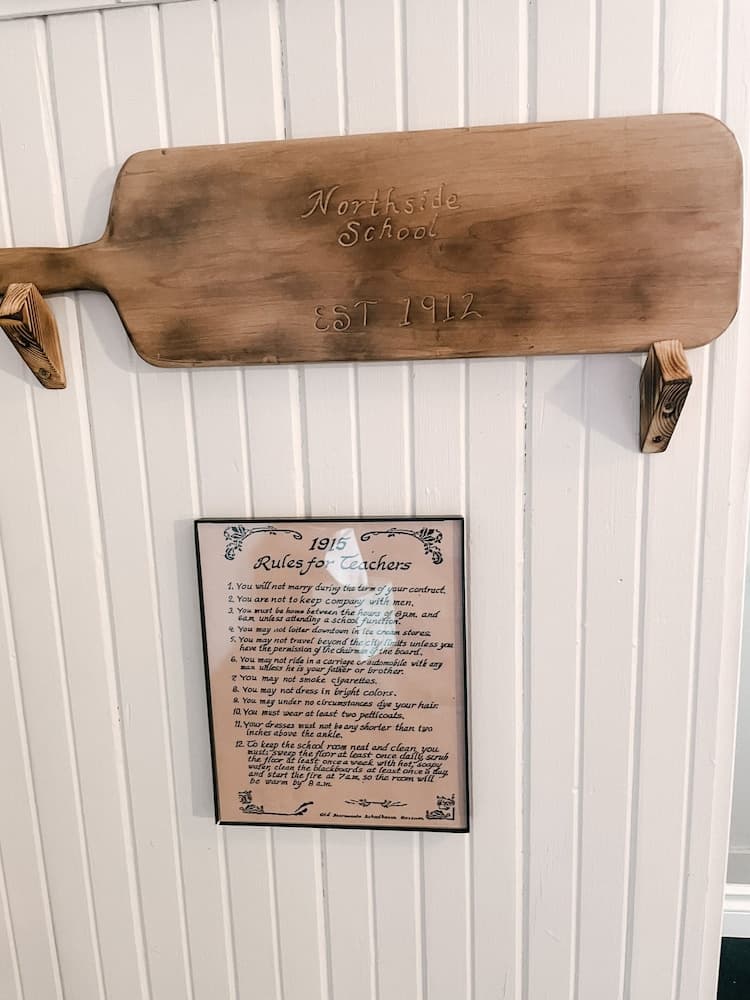 Northside
School
EST 1912
1915
Rules for Teachers
1. You will not marry during the term of your contract.
2. You are not to keep company with men.
3. You must be home between the hours of 8 p.m. and
6 a.m. unless attending a school function.
4. You may not loiter downtown in ice cream stores.
5. You may not travel beyond the city limits unless you
have the permission of the chairman of the board.
6. You may not ride in a carriage or automobile with any
man unless he is your father or brother.
7. You may not smoke cigarettes.
8. You may not dress in bright colors.
9. You may under no circumstances dye your hair.
10. You must wear at least two petticoats.
11. Your dresses must not be any shorter than two
inches above the ankle.
12. To keep the school room neat and clean, you
must: sweep the floor at least once daily, scrub
the floor at least once a week with hot, soapy
water, clean the blackboards at least once a day,
and start the fire at 7 a.m. so the room will
be warm by 8 a.m.
Old Sacramento Schoolhouse Museum